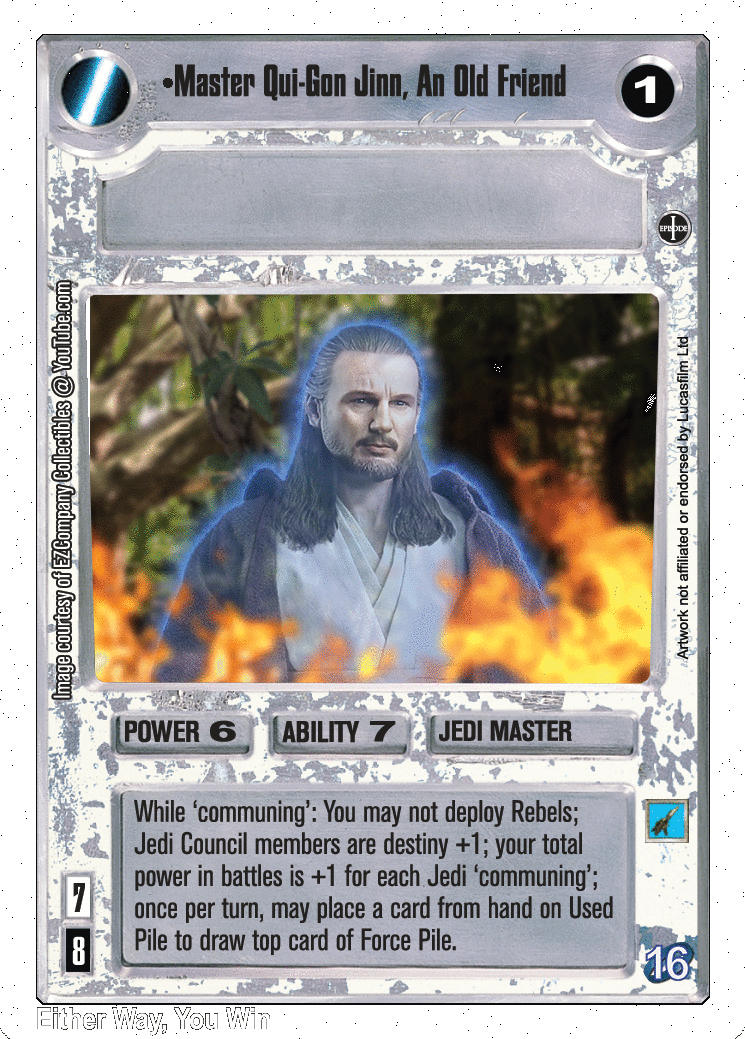 •Master Qui-Gon Jinn, An Old Friend
1
EPISODE
I
Image courtesy of EZCompany Collectibles @ YouTube.com
Artwork not affiliated or endorsed by Lucasfilm Ltd
POWER 6
ABILITY 7
JEDI MASTER
While ‘communing’: You may not deploy Rebels;
Jedi Council members are destiny +1; your total
power in battles is +1 for each Jedi ‘communing’;
once per turn, may place a card from hand on Used
Pile to draw top card of Force Pile.
7
8
16
Either Way, You Win